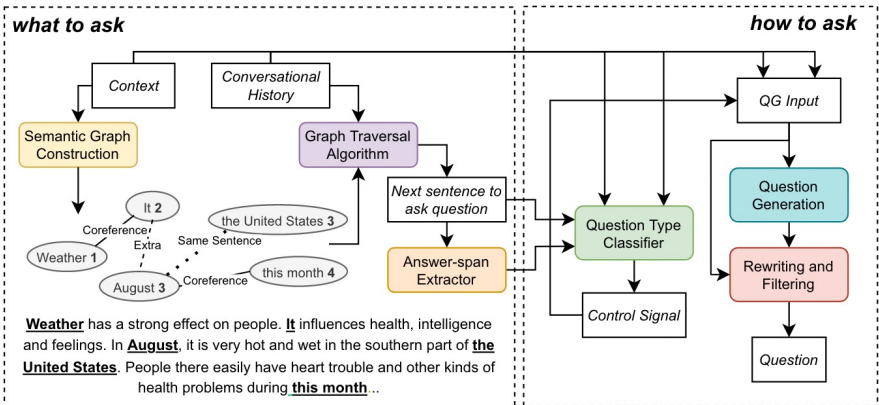 what to ask
how to ask
Context
Conversational
History
QG Input
Semantic Graph
Construction
Graph Traversal
Algorithm
Next sentence to
ask question
Question Type
Classifier
Question
Generation
It 2
Coreference
Extra
the United States 3
Same Sentence
Weather 1
August 3
Coreference
this month 4
Answer-span
Extractor
Rewriting and
Filtering
Control Signal
Question
Weather has a strong effect on people. It influences health, intelligence
and feelings. In August, it is very hot and wet in the southern part of the
United States. People there easily have heart trouble and other kinds of
health problems during this month...